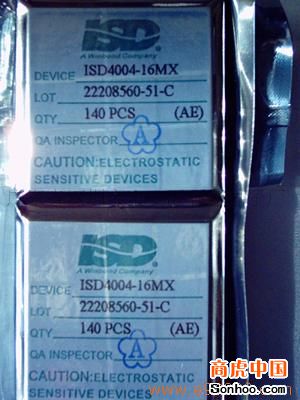 ISD
A Winbond Company
DEVICE ISD4004-16MX
LOT 22208560-51-C
QTY 140 PCS (AE)
QA INSPECTOR A
CAUTION:ELECTROSTATIC
SENSITIVE DEVICES
ISD
A Winbond Company
DEVICE ISD4004-16MX
LOT 22208560-51-C
QTY 140 PCS (AE)
QA INSPECTOR A
CAUTION:ELECTROSTATIC
SENSITIVE DEVICES
商虎中国
Sonhoo.com